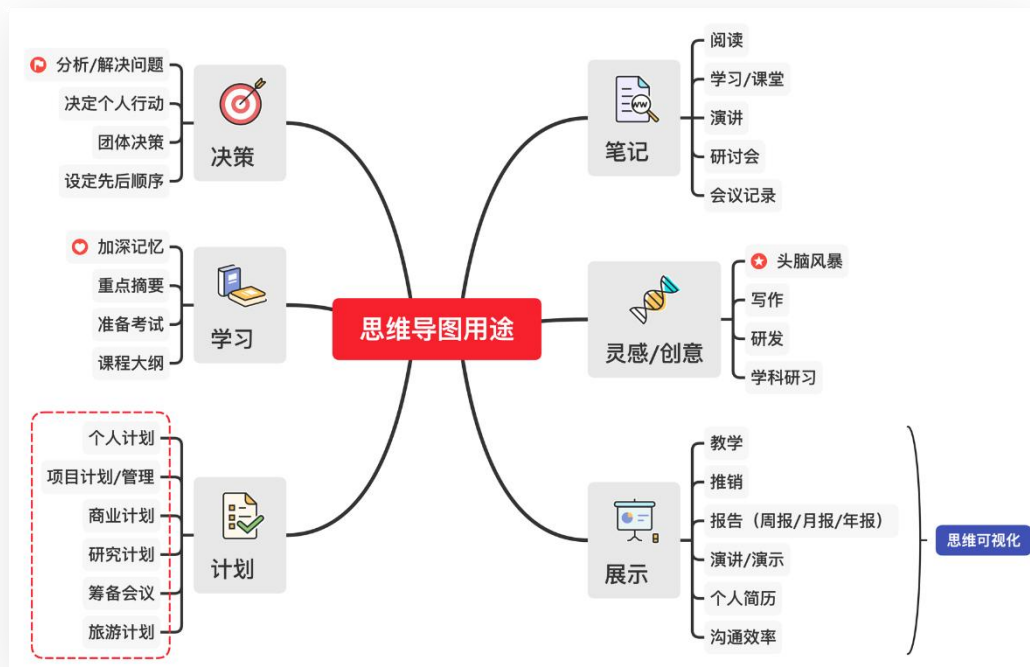 思维导图用途
决策
分析/解决问题
决定个人行动
团体决策
设定先后顺序
学习
加深记忆
重点摘要
准备考试
课程大纲
计划
个人计划
项目计划/管理
商业计划
研究计划
筹备会议
旅游计划
笔记
阅读
学习/课堂
演讲
研讨会
会议记录
灵感/创意
头脑风暴
写作
研发
学科研习
展示
教学
推销
报告（周报/月报/年报）
演讲/演示
个人简历
沟通效率
思维可视化